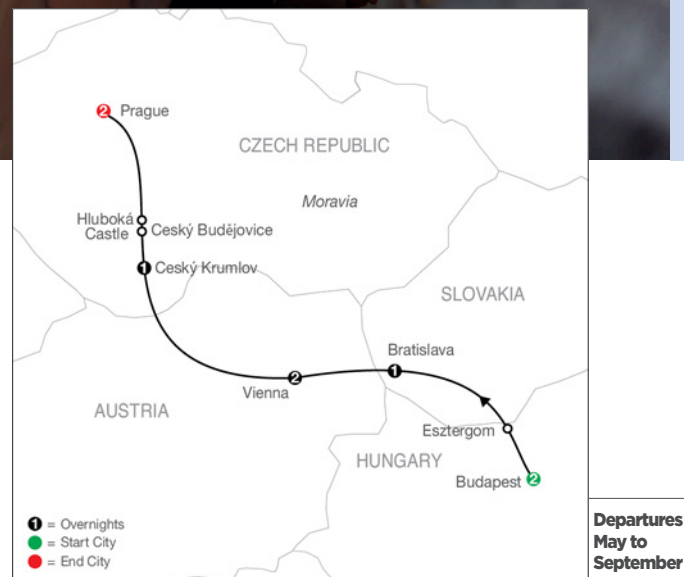 2 Prague
CZECH REPUBLIC
Moravia
Hluboká
Castle
Ceský Budějovice
1 Ceský Krumlov
SLOVAKIA
Bratislava
1
2
Vienna
AUSTRIA
Esztergom
HUNGARY
Budapest 2
1 = Overnights
= Start City
= End City
Departures
May to
September